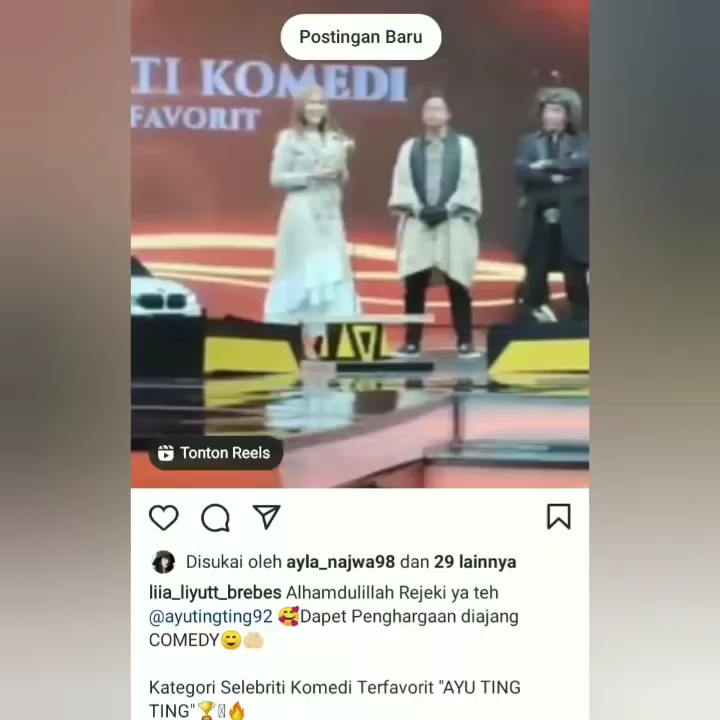 Postingan Baru
TI KOMEDI
FAVORIT
Tonton Reels
Disukai oleh ayla_najwa98 dan 29 lainnya
liia_liyutt_brebes Alhamdulillah Rejeki ya teh
@ayutingting92 🥰Dapet Penghargaan diajang
COMEDY😄🤲🏻
Kategori Selebriti Komedi Terfavorit "AYU TING
TING"🏆🔥